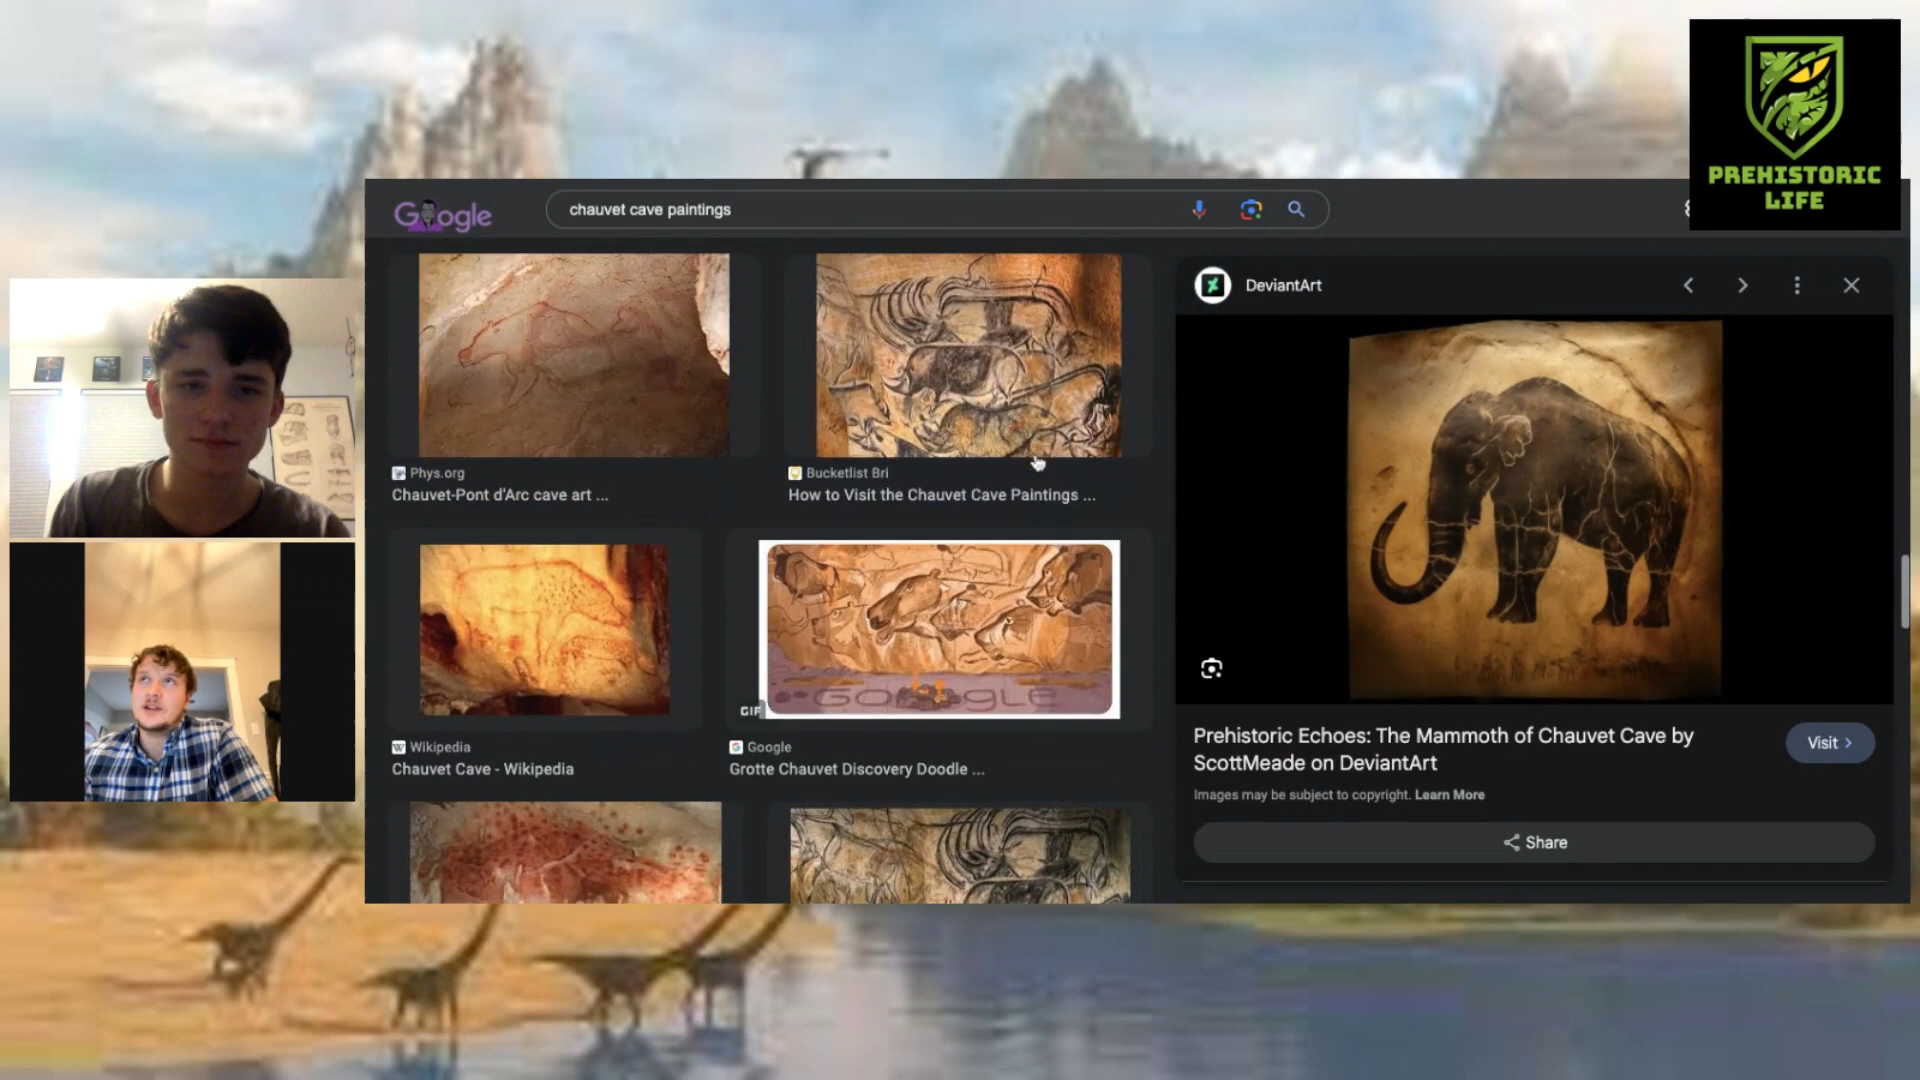 PREHISTORIC
LIFE
Google
chauvet cave paintings
DeviantArt
Phys.org
Chauvet-Pont d'Arc cave art ...
Bucketlist Bri
How to Visit the Chauvet Cave Paintings ...
GOOGLE
GIF
W Wikipedia
Chauvet Cave - Wikipedia
G Google
Grotte Chauvet Discovery Doodle ...
Prehistoric Echoes: The Mammoth of Chauvet Cave by
ScottMeade on DeviantArt
Visit >
Images may be subject to copyright. Learn More
Share